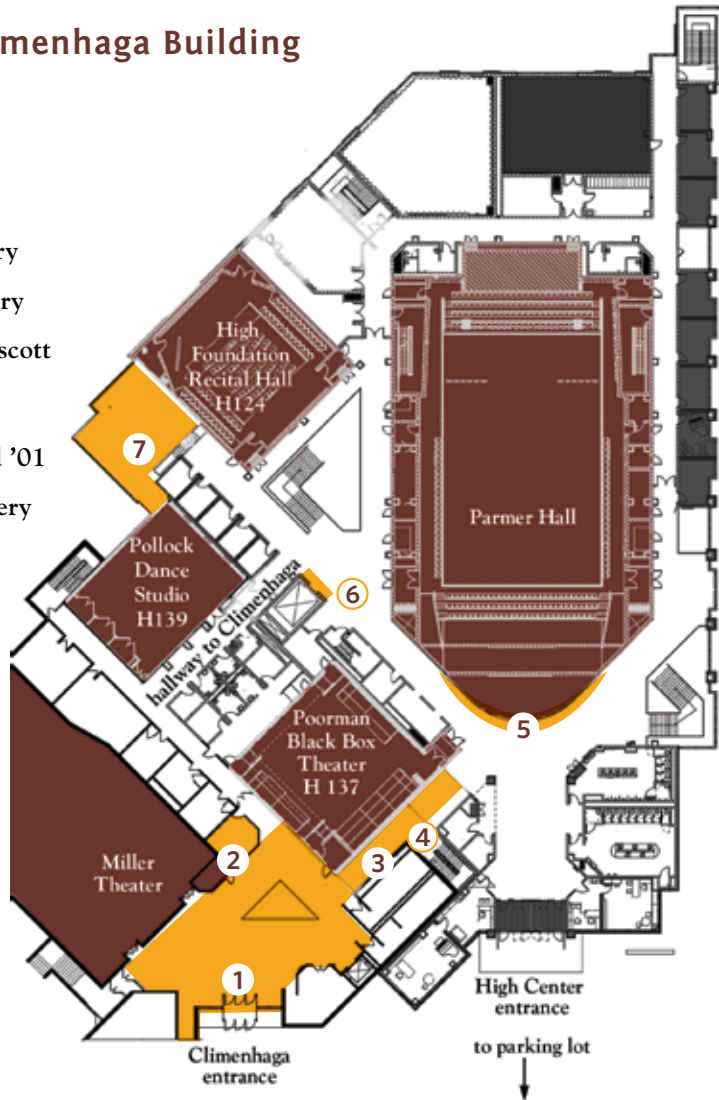 imenhaga Building
ry
ry
scott
’01
ery
High
Foundation
Recital Hall
H124
7
Parmer Hall
Pollock
Dance
Studio
H139
6
hallway to Climenhaga
Poorman
Black Box
Theater
H 137
5
4
3
2
Miller
Theater
1
High Center
entrance
Climenhaga
entrance
to parking lot